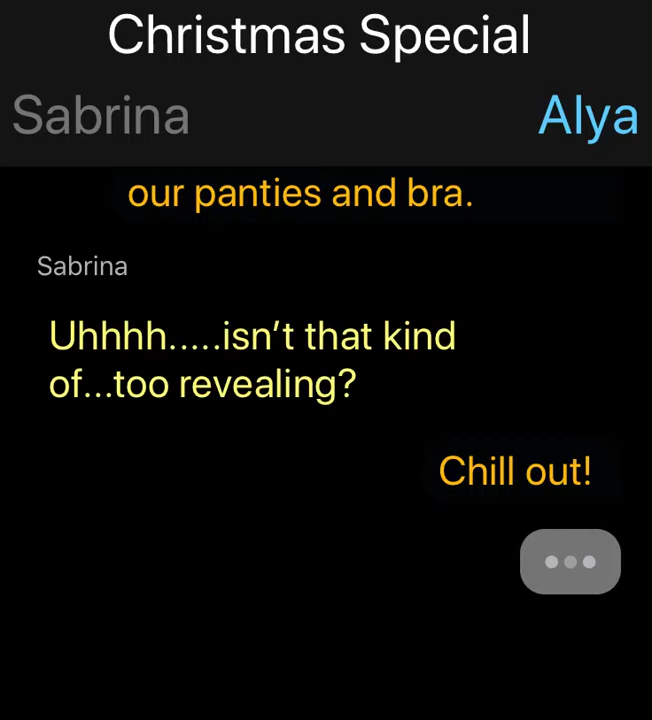 Christmas Special
Sabrina
Alya
our panties and bra.
Sabrina
Uhhhh.....isn't that kind
of...too revealing?
Chill out!